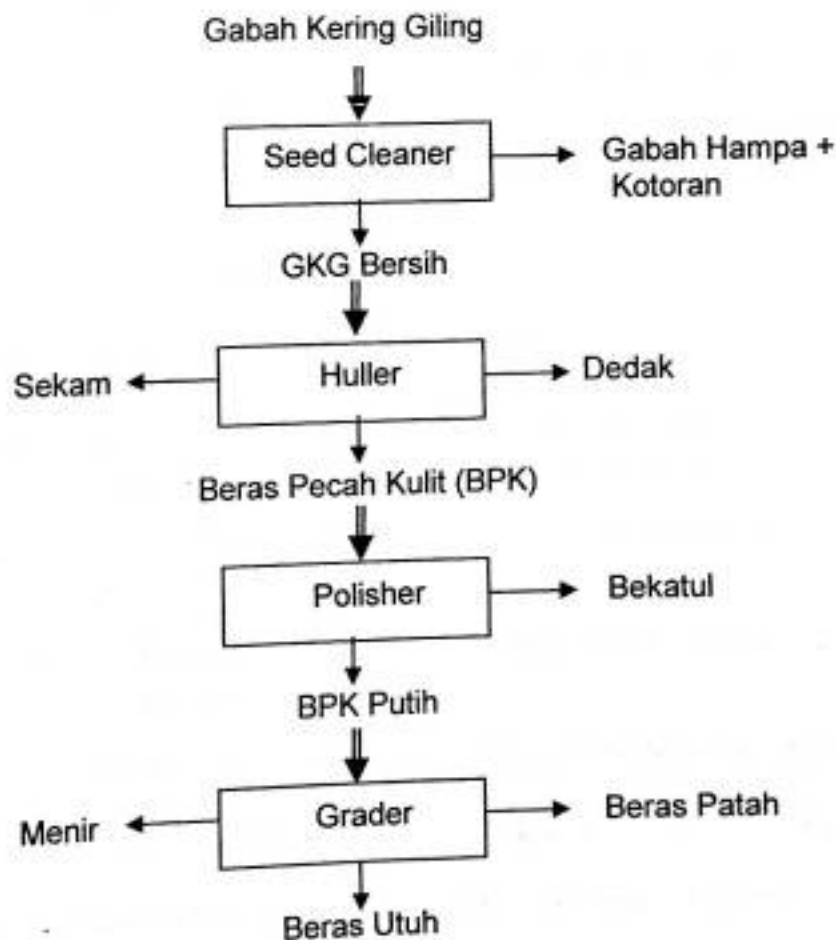 Gabah Kering Giling
Seed Cleaner
Gabah Hampa +
Kotoran
GKG Bersih
Sekam
Huller
Dedak
Beras Pecah Kulit (BPK)
Polisher
Bekatul
BPK Putih
Menir
Grader
Beras Patah
Beras Utuh